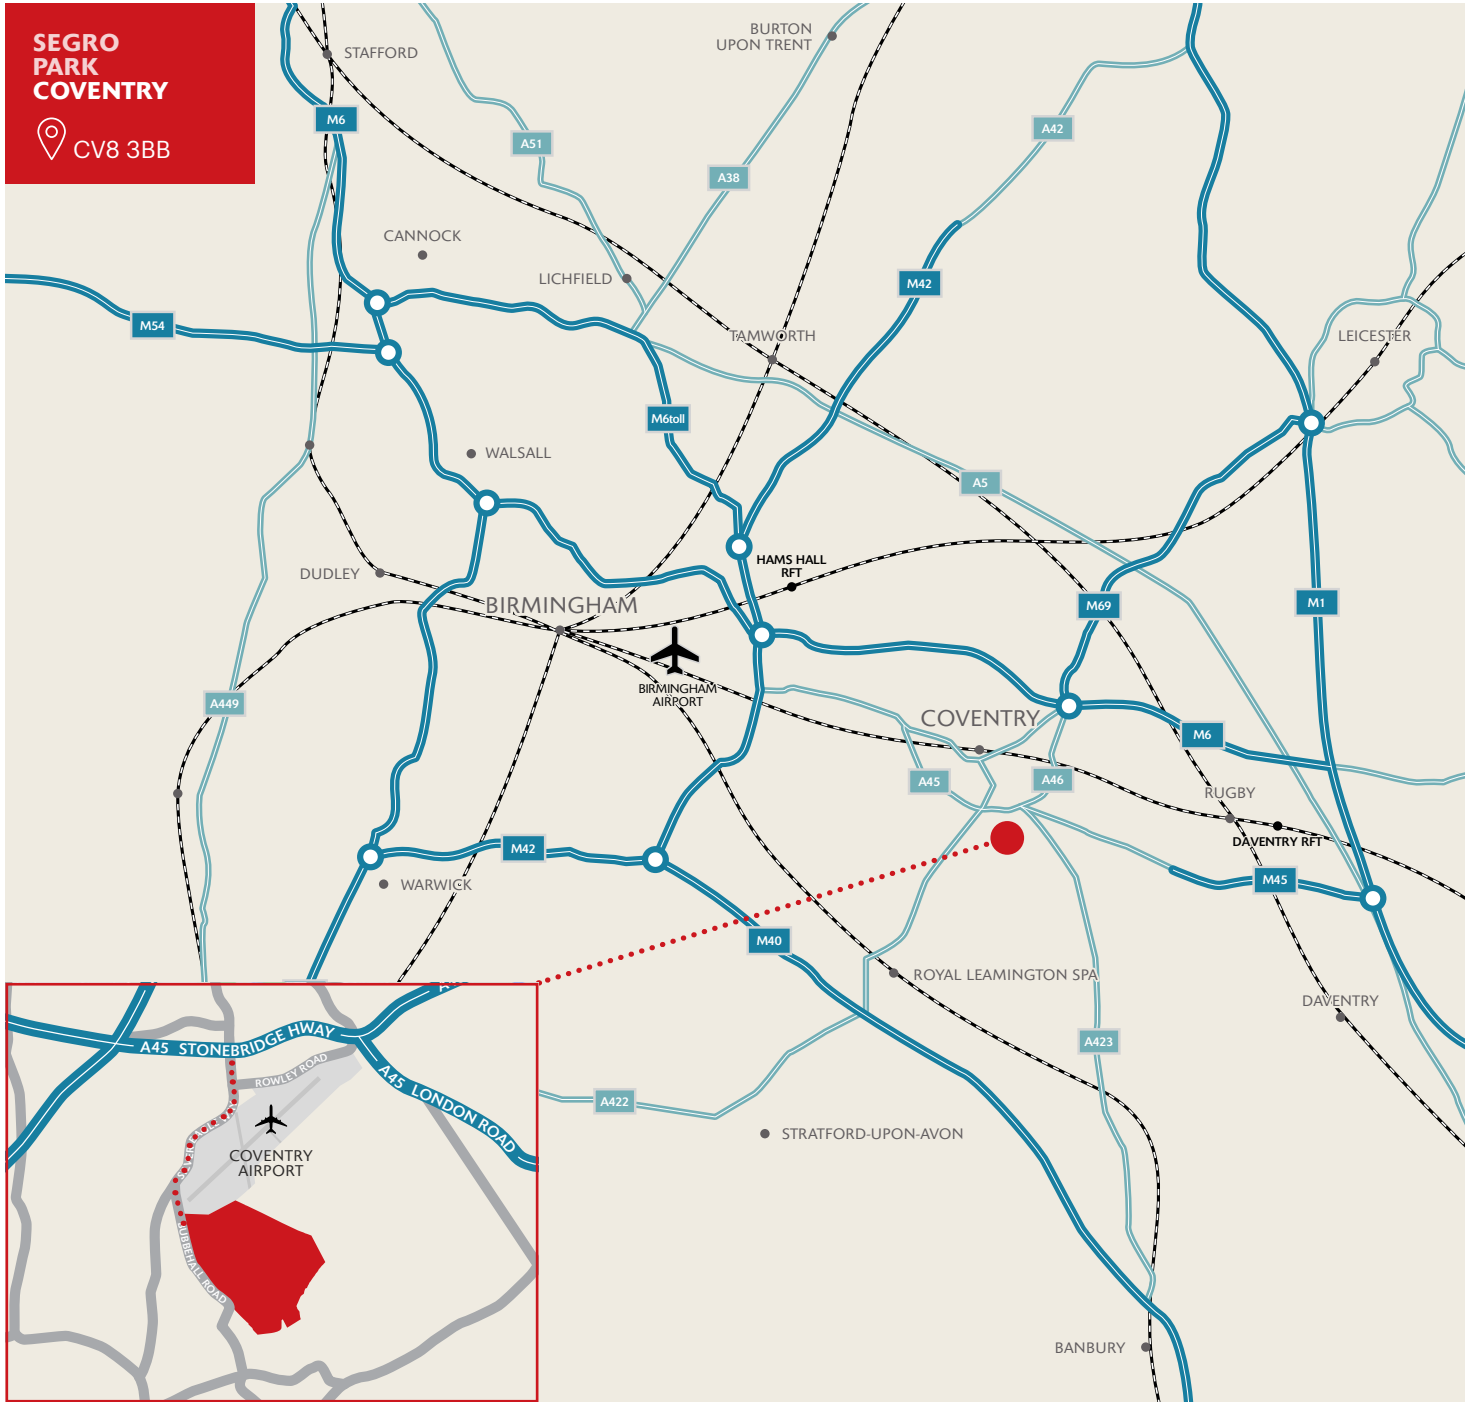 SEGRO
PARK
COVENTRY
CV8 3BB
STAFFORD
BURTON
UPON TRENT
M6
A51
A42
A38
CANNOCK
LICHFIELD
M42
M54
TAMWORTH
LEICESTER
M6toll
WALSALL
A5
HAMS HALL
RFT
DUDLEY
BIRMINGHAM
M69
M1
BIRMINGHAM
AIRPORT
A449
COVENTRY
M6
A45
A46
RUGBY
DAVENTRY RFT
M42
WARWICK
M45
M40
ROYAL LEAMINGTON SPA
DAVENTRY
A423
A422
STRATFORD-UPON-AVON
BANBURY
A45 STONEBRIDGE HWAY
ROWLEY ROAD
A45 LONDON ROAD
COVENTRY
AIRPORT